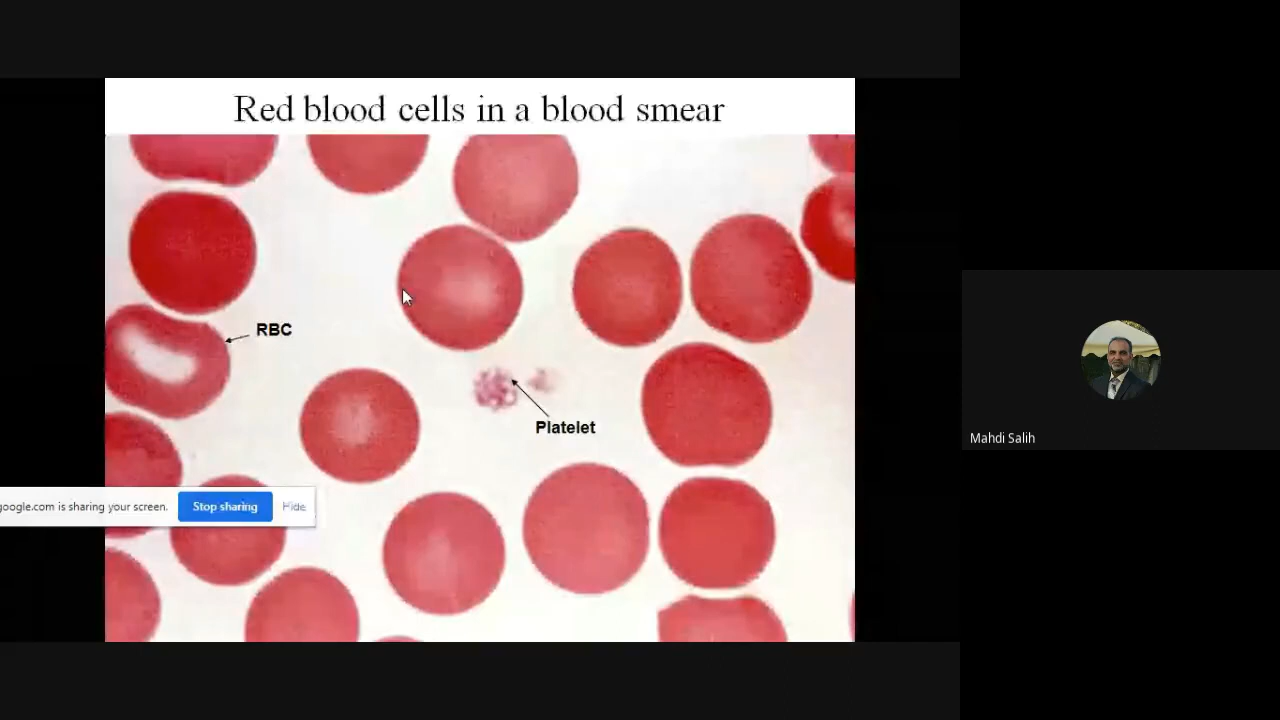 Red blood cells in a blood smear
RBC
Platelet
google.com is sharing your screen.
Stop sharing
Hide
Mahdi Salih